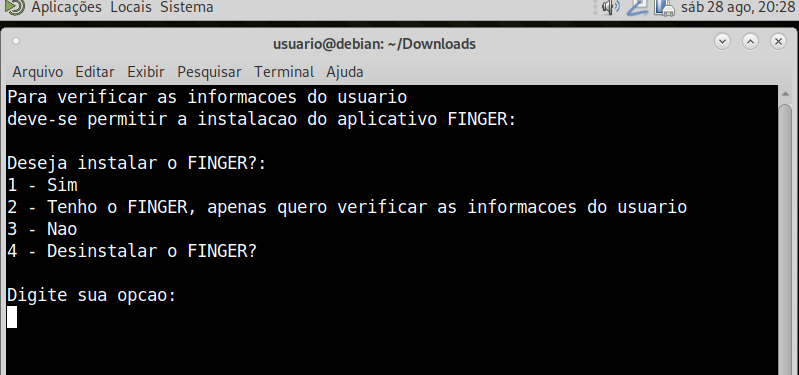 Aplicações Locais Sistema
sáb 28 ago, 20:28
usuario@debian: ~/Downloads
Arquivo Editar Exibir Pesquisar Terminal Ajuda
Para verificar as informacoes do usuario
deve-se permitir a instalacao do aplicativo FINGER:
Deseja instalar o FINGER?:
1 - Sim
2 - Tenho o FINGER, apenas quero verificar as informacoes do usuario
3 - Nao
4 - Desinstalar o FINGER?
Digite sua opcao: